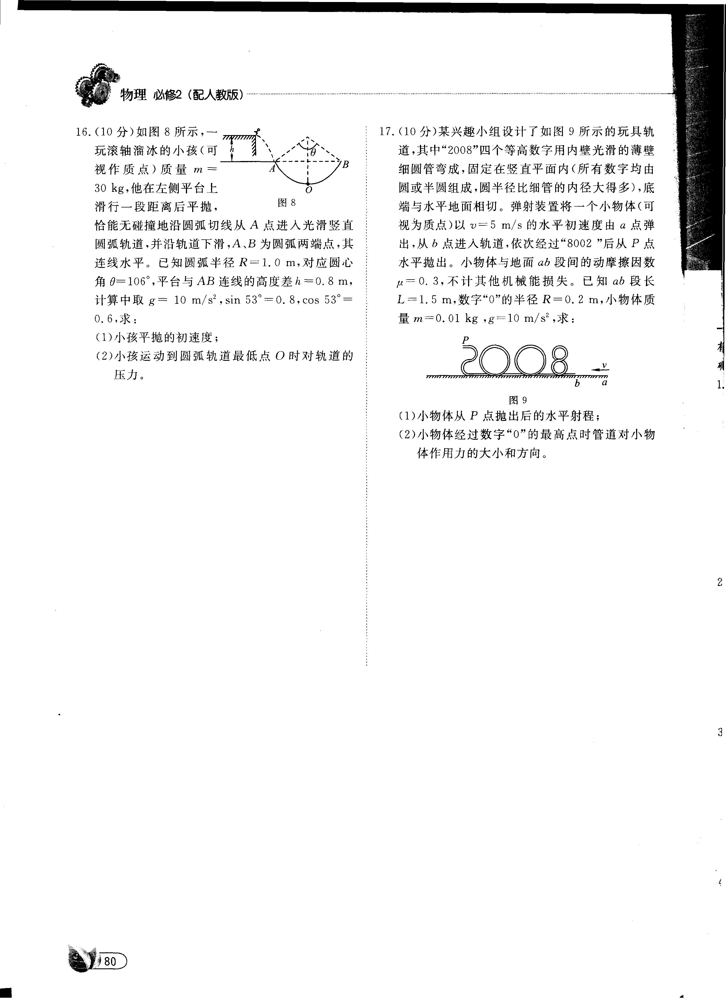 物理 必修2（配人教版）
16.(10 分)如图 8 所示,一
玩滚轴溜冰的小孩(可
视作质点)质量 m＝
30 kg,他在左侧平台上
滑行一段距离后平抛,
h
θ
A
B
O
图 8
恰能无碰撞地沿圆弧切线从 A 点进入光滑竖直
圆弧轨道,并沿轨道下滑,A、B 为圆弧两端点,其
连线水平。已知圆弧半径 R＝1.0 m,对应圆心
角 θ＝106°,平台与 AB 连线的高度差 h＝0.8 m,
计算中取 g＝ 10 m/s²,sin 53°＝0.8,cos 53°＝
0.6,求:
(1)小孩平抛的初速度;
(2)小孩运动到圆弧轨道最低点 O 时对轨道的
压力。
17.(10 分)某兴趣小组设计了如图 9 所示的玩具轨
道,其中“2008”四个等高数字用内壁光滑的薄壁
细圆管弯成,固定在竖直平面内(所有数字均由
圆或半圆组成,圆半径比细管的内径大得多),底
端与水平地面相切。弹射装置将一个小物体(可
视为质点)以 v＝5 m/s 的水平初速度由 a 点弹
出,从 b 点进入轨道,依次经过“8002 ”后从 P 点
水平抛出。小物体与地面 ab 段间的动摩擦因数
μ＝0.3,不计其他机械能损失。已知 ab 段长
L＝1.5 m,数字“0”的半径 R＝0.2 m,小物体质
量 m＝0.01 kg ,g＝10 m/s²,求:
P
2008
v
b
a
图 9
(1)小物体从 P 点抛出后的水平射程;
(2)小物体经过数字“0”的最高点时管道对小物
体作用力的大小和方向。
1.
2
3
80